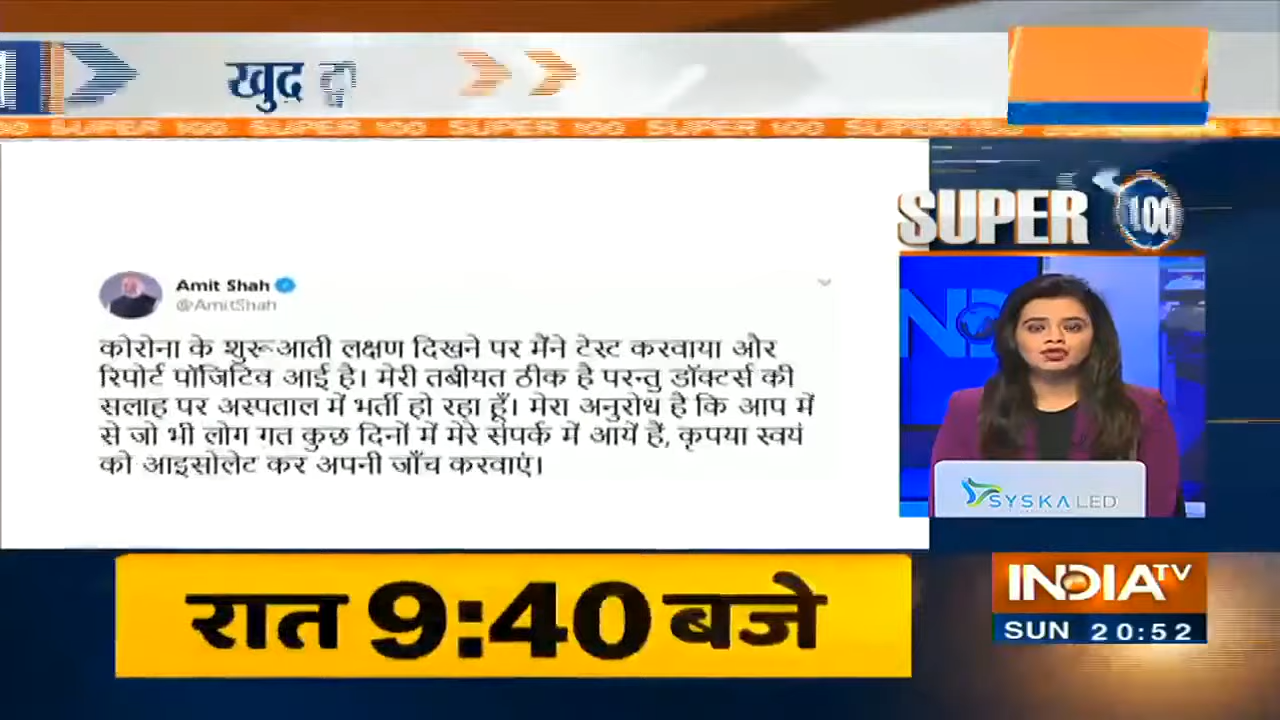 खुद
SUPER 100 SUPER 100 SUPER 100 SUPER 100 SUPER 100
SUPER 100
Amit Shah
@AmitShah
कोरोना के शुरूआती लक्षण दिखने पर मैंने टेस्ट करवाया और
रिपोर्ट पॉजिटिव आई है। मेरी तबीयत ठीक है परन्तु डॉक्टर्स की
सलाह पर अस्पताल में भर्ती हो रहा हूँ। मेरा अनुरोध है कि आप में
से जो भी लोग गत कुछ दिनों में मेरे संपर्क में आयें हैं, कृपया स्वयं
को आइसोलेट कर अपनी जाँच करवाएं।
SYSKA LED
रात 9:40 बजे
INDIA TV
SUN 20:52